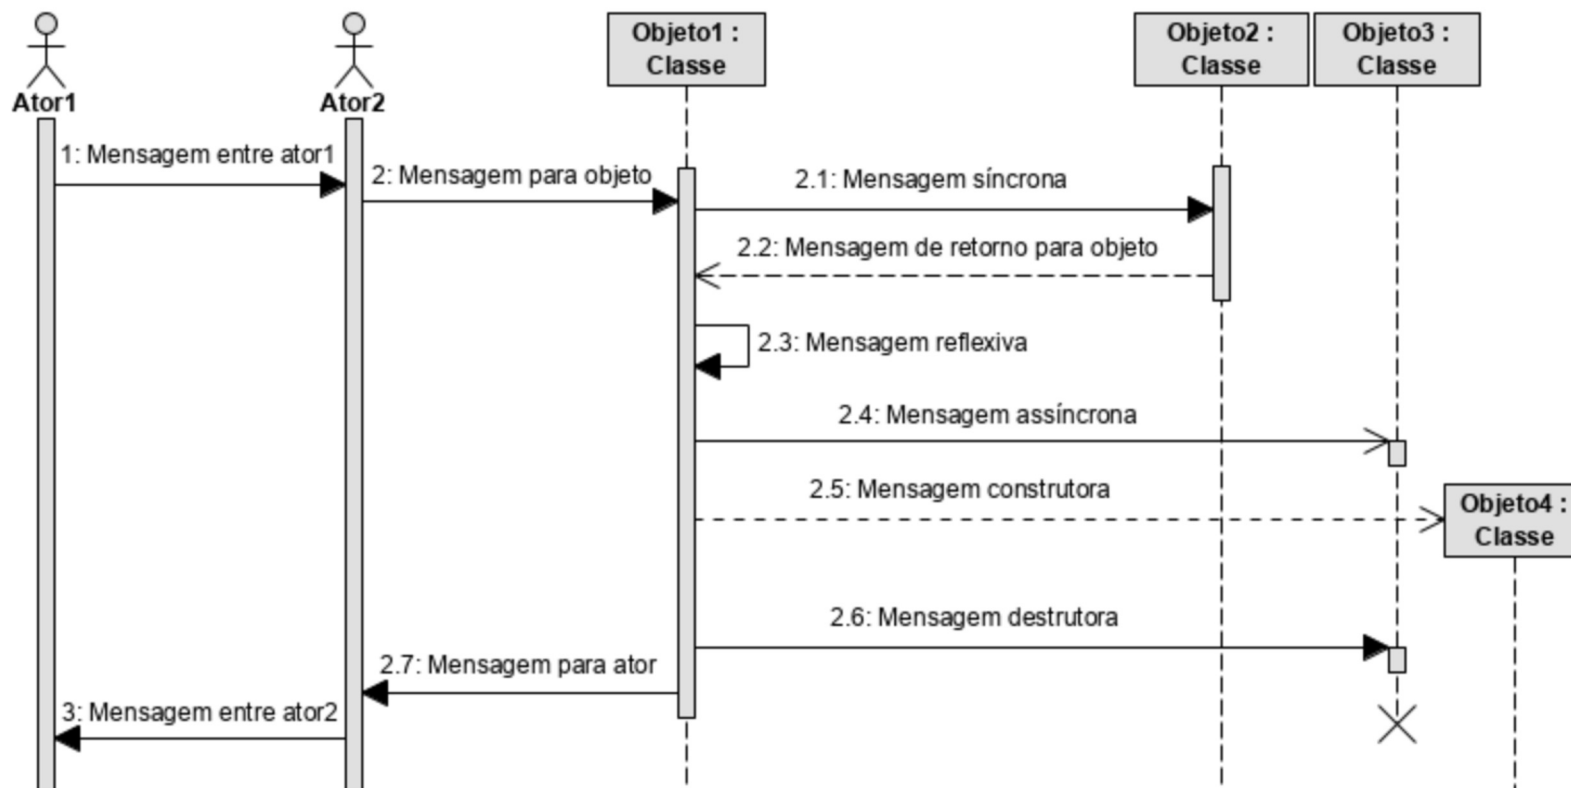 Objeto1 :
Classe
Objeto2 :
Classe
Objeto3 :
Classe
Ator1
Ator2
1: Mensagem entre ator1
2: Mensagem para objeto
2.1: Mensagem síncrona
2.2: Mensagem de retorno para objeto
2.3: Mensagem reflexiva
2.4: Mensagem assíncrona
2.5: Mensagem construtora
Objeto4 :
Classe
2.6: Mensagem destrutora
2.7: Mensagem para ator
3: Mensagem entre ator2